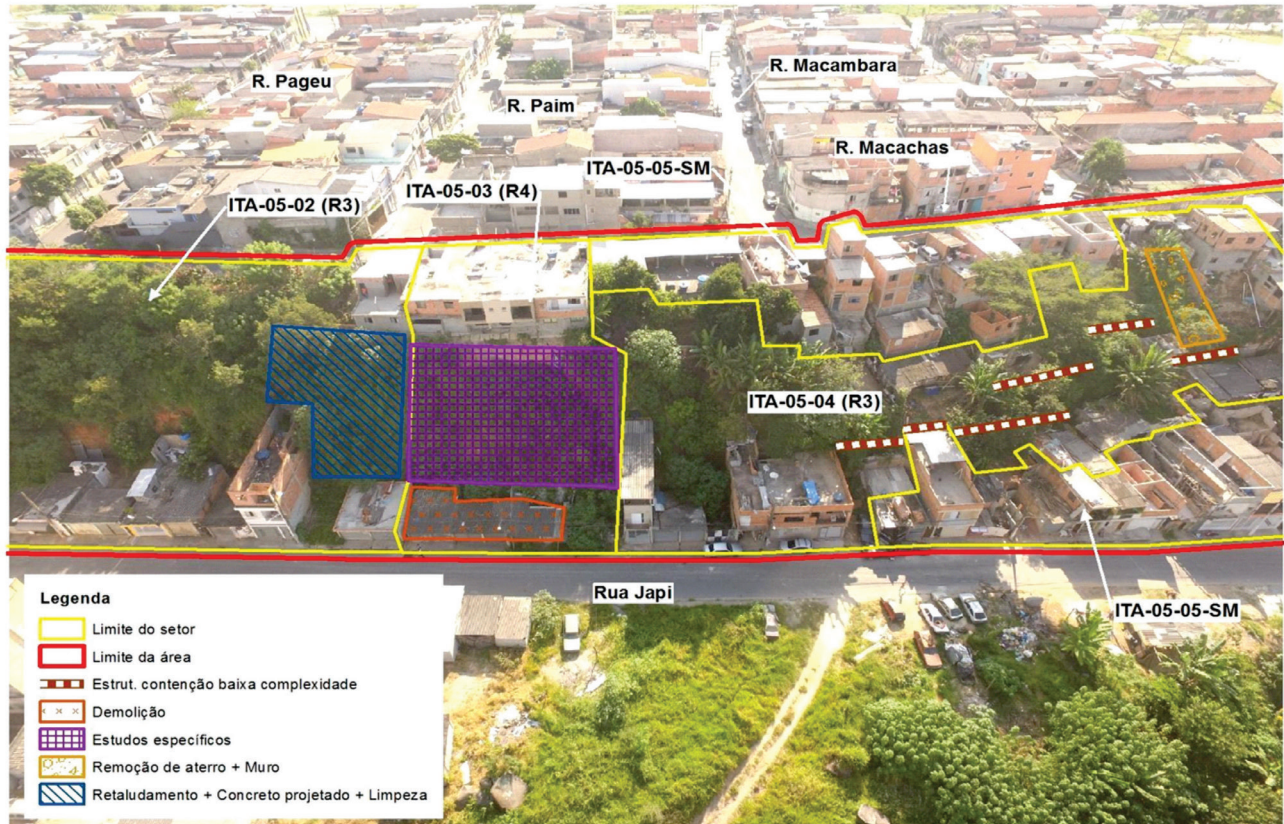 R. Pageu
R. Paim
R. Macambara
R. Macachas
ITA-05-05-SM
ITA-05-03 (R4)
ITA-05-02 (R3)
ITA-05-04 (R3)
Rua Japi
ITA-05-05-SM
Legenda
Limite do setor
Limite da área
Estrut. contenção baixa complexidade
Demolição
Estudos específicos
Remoção de aterro + Muro
Retaludamento + Concreto projetado + Limpeza